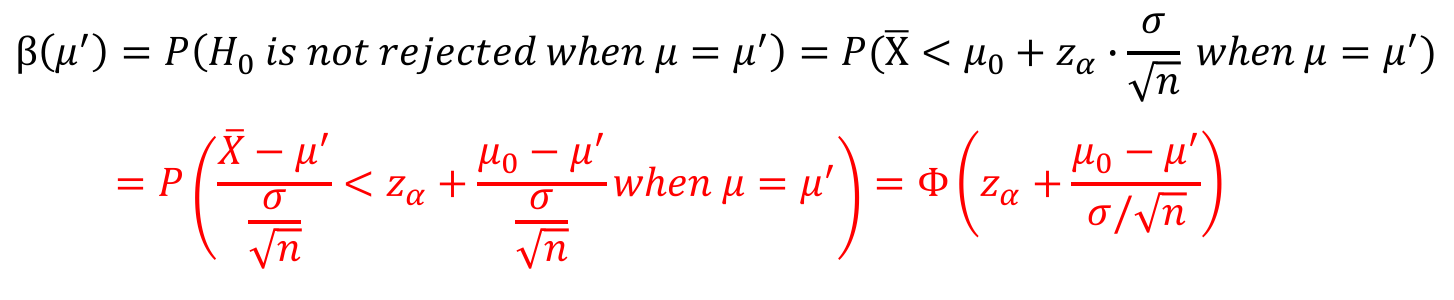 β(μ′) = P(H₀ is not rejected when μ = μ′) = P(X̅ < μ₀ + z_α · σ/√n when μ = μ′)
= P( (X̅ − μ′)/(σ/√n) < z_α + (μ₀ − μ′)/(σ/√n) when μ = μ′ ) = Φ( z_α + (μ₀ − μ′)/(σ/√n) )